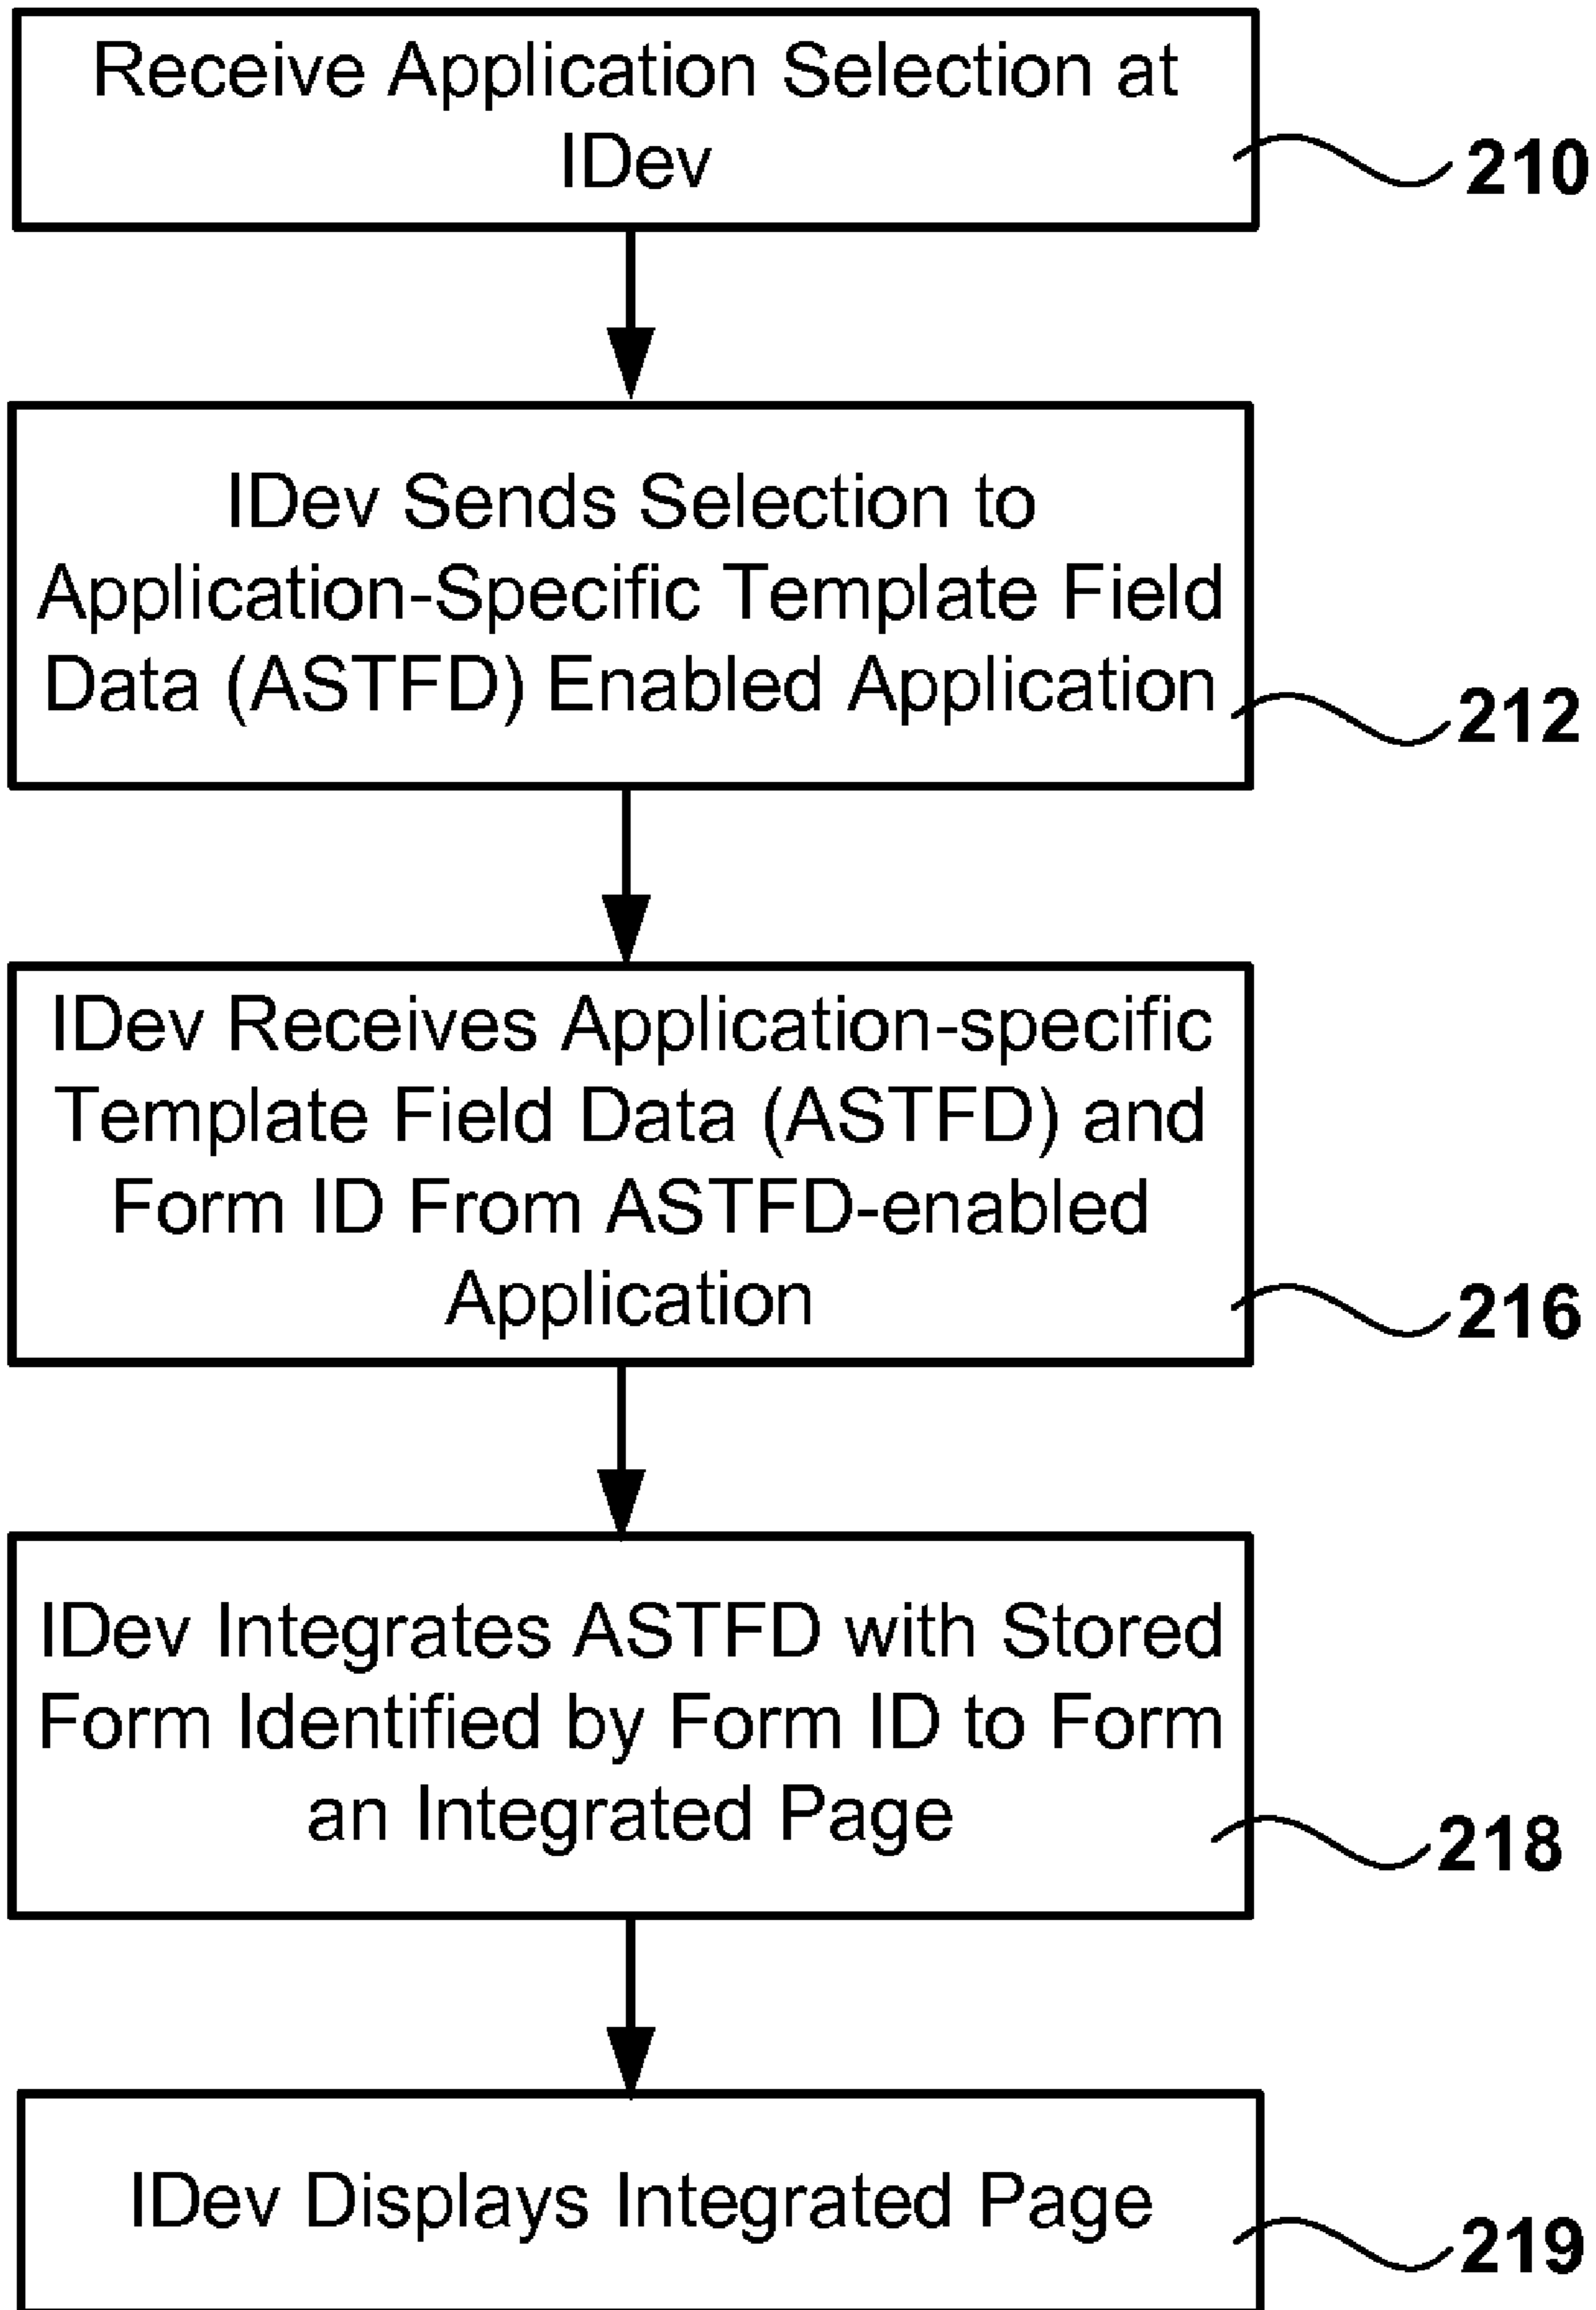 Receive Application Selection at
IDev
210
IDev Sends Selection to
Application-Specific Template Field
Data (ASTFD) Enabled Application
212
IDev Receives Application-specific
Template Field Data (ASTFD) and
Form ID From ASTFD-enabled
Application
216
IDev Integrates ASTFD with Stored
Form Identified by Form ID to Form
an Integrated Page
218
IDev Displays Integrated Page
219